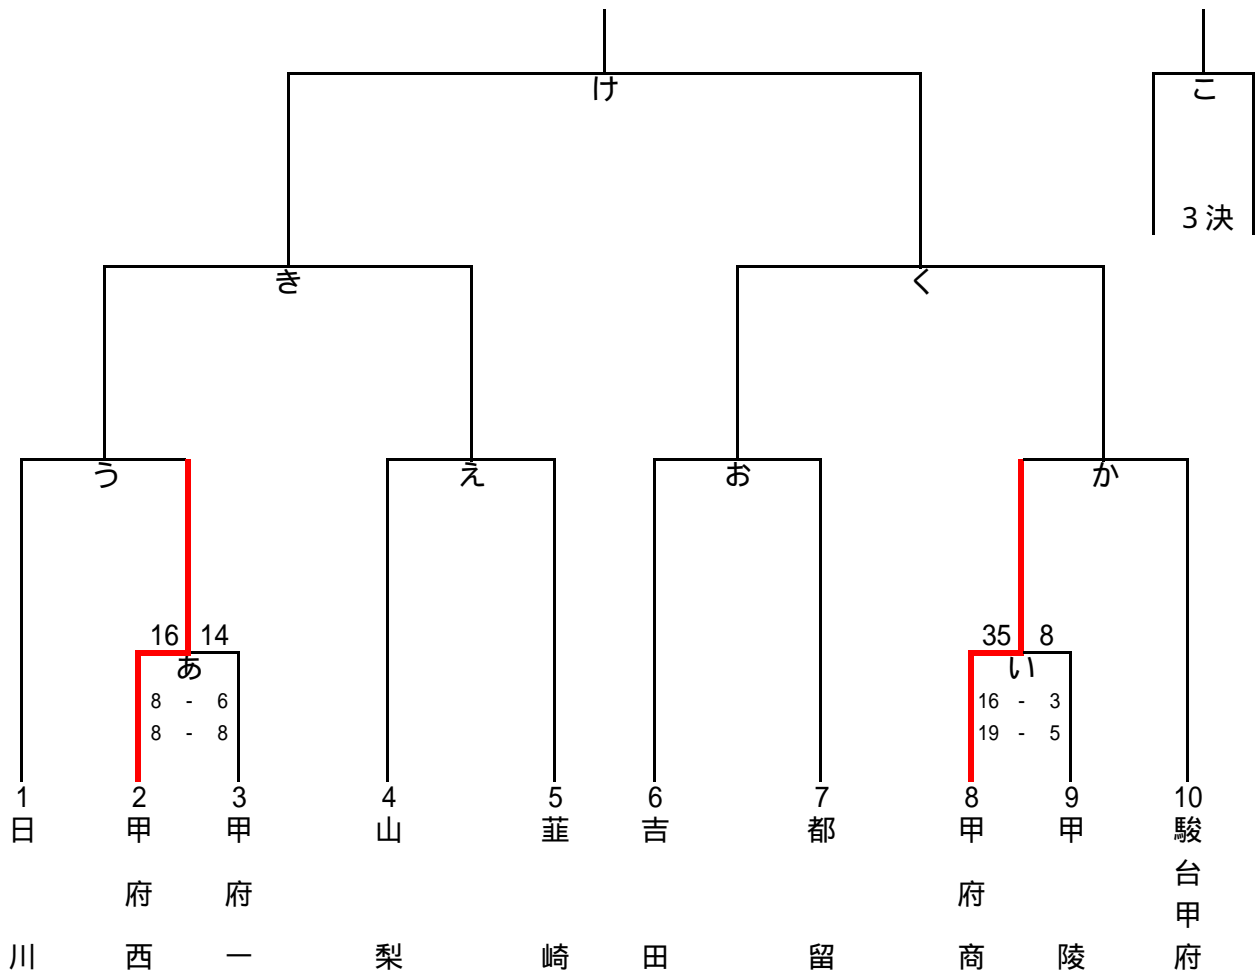 け
こ
3決
き
く
う
え
お
か
16 14
あ
8 - 6
8 - 8
35 8
い
16 - 3
19 - 5
1
日川
2
甲府西
3
甲府一
4
山梨
5
韮崎
6
吉田
7
都留
8
甲府商
9
甲陵
10
駿台甲府